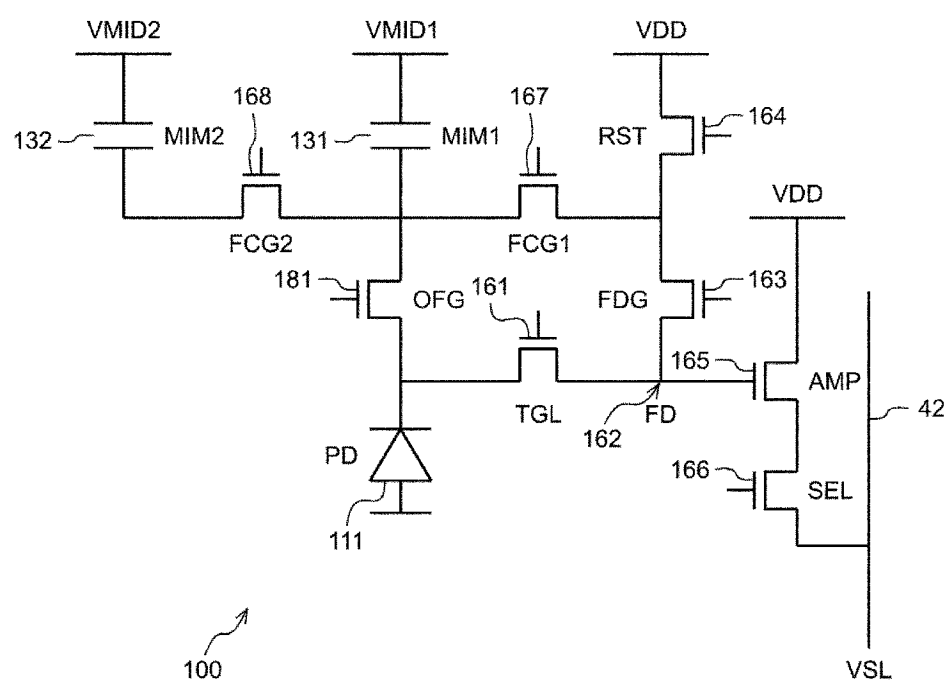 VMID2
VMID1
VDD
168
167
164
132
MIM2
131
MIM1
RST
VDD
FCG2
FCG1
181
OFG
161
FDG
163
165
AMP
TGL
162
FD
42
PD
166
SEL
111
100
VSL